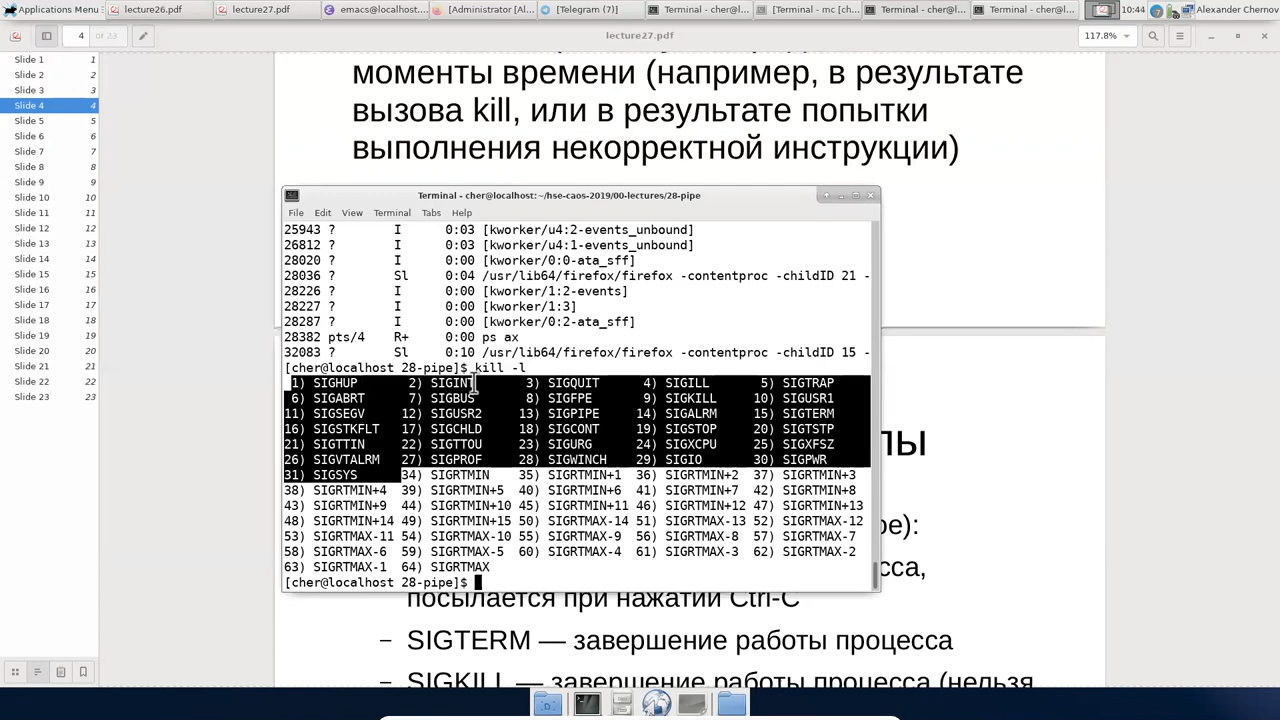 Applications Menu
lecture26.pdf
lecture27.pdf
emacs@localhost....
[Administrator [Al...
[Telegram (7)]
Terminal - cher@l...
[Terminal - mc [ch...
Terminal - cher@l...
Terminal - cher@l...
10:44
Alexander Chernov
4 of 23
lecture27.pdf
117.8%
Slide 1 1
Slide 2 2
Slide 3 3
Slide 4 4
Slide 5 5
Slide 6 6
Slide 7 7
Slide 8 8
Slide 9 9
Slide 10 10
Slide 11 11
Slide 12 12
Slide 13 13
Slide 14 14
Slide 15 15
Slide 16 16
Slide 17 17
Slide 18 18
Slide 19 19
Slide 20 20
Slide 21 21
Slide 22 22
Slide 23 23
моменты времени (например, в результате
вызова kill, или в результате попытки
выполнения некорректной инструкции)
Terminal - cher@localhost:~/hse-caos-2019/00-lectures/28-pipe
File Edit View Terminal Tabs Help
25943 ? I 0:03 [kworker/u4:2-events_unbound]
26812 ? I 0:03 [kworker/u4:1-events_unbound]
28020 ? I 0:00 [kworker/0:0-ata_sff]
28036 ? Sl 0:04 /usr/lib64/firefox/firefox -contentproc -childID 21 -
28226 ? I 0:00 [kworker/1:2-events]
28227 ? I 0:00 [kworker/1:3]
28287 ? I 0:00 [kworker/0:2-ata_sff]
28382 pts/4 R+ 0:00 ps ax
32083 ? Sl 0:10 /usr/lib64/firefox/firefox -contentproc -childID 15 -
[cher@localhost 28-pipe]$ kill -l
1) SIGHUP 2) SIGINT 3) SIGQUIT 4) SIGILL 5) SIGTRAP
6) SIGABRT 7) SIGBUS 8) SIGFPE 9) SIGKILL 10) SIGUSR1
11) SIGSEGV 12) SIGUSR2 13) SIGPIPE 14) SIGALRM 15) SIGTERM
16) SIGSTKFLT 17) SIGCHLD 18) SIGCONT 19) SIGSTOP 20) SIGTSTP
21) SIGTTIN 22) SIGTTOU 23) SIGURG 24) SIGXCPU 25) SIGXFSZ
26) SIGVTALRM 27) SIGPROF 28) SIGWINCH 29) SIGIO 30) SIGPWR
31) SIGSYS 34) SIGRTMIN 35) SIGRTMIN+1 36) SIGRTMIN+2 37) SIGRTMIN+3
38) SIGRTMIN+4 39) SIGRTMIN+5 40) SIGRTMIN+6 41) SIGRTMIN+7 42) SIGRTMIN+8
43) SIGRTMIN+9 44) SIGRTMIN+10 45) SIGRTMIN+11 46) SIGRTMIN+12 47) SIGRTMIN+13
48) SIGRTMIN+14 49) SIGRTMIN+15 50) SIGRTMAX-14 51) SIGRTMAX-13 52) SIGRTMAX-12
53) SIGRTMAX-11 54) SIGRTMAX-10 55) SIGRTMAX-9 56) SIGRTMAX-8 57) SIGRTMAX-7
58) SIGRTMAX-6 59) SIGRTMAX-5 60) SIGRTMAX-4 61) SIGRTMAX-3 62) SIGRTMAX-2
63) SIGRTMAX-1 64) SIGRTMAX
[cher@localhost 28-pipe]$
посылается при нажатии Ctrl-C
– SIGTERM — завершение работы процесса
– SIGKILL — завершение работы процесса (нельзя